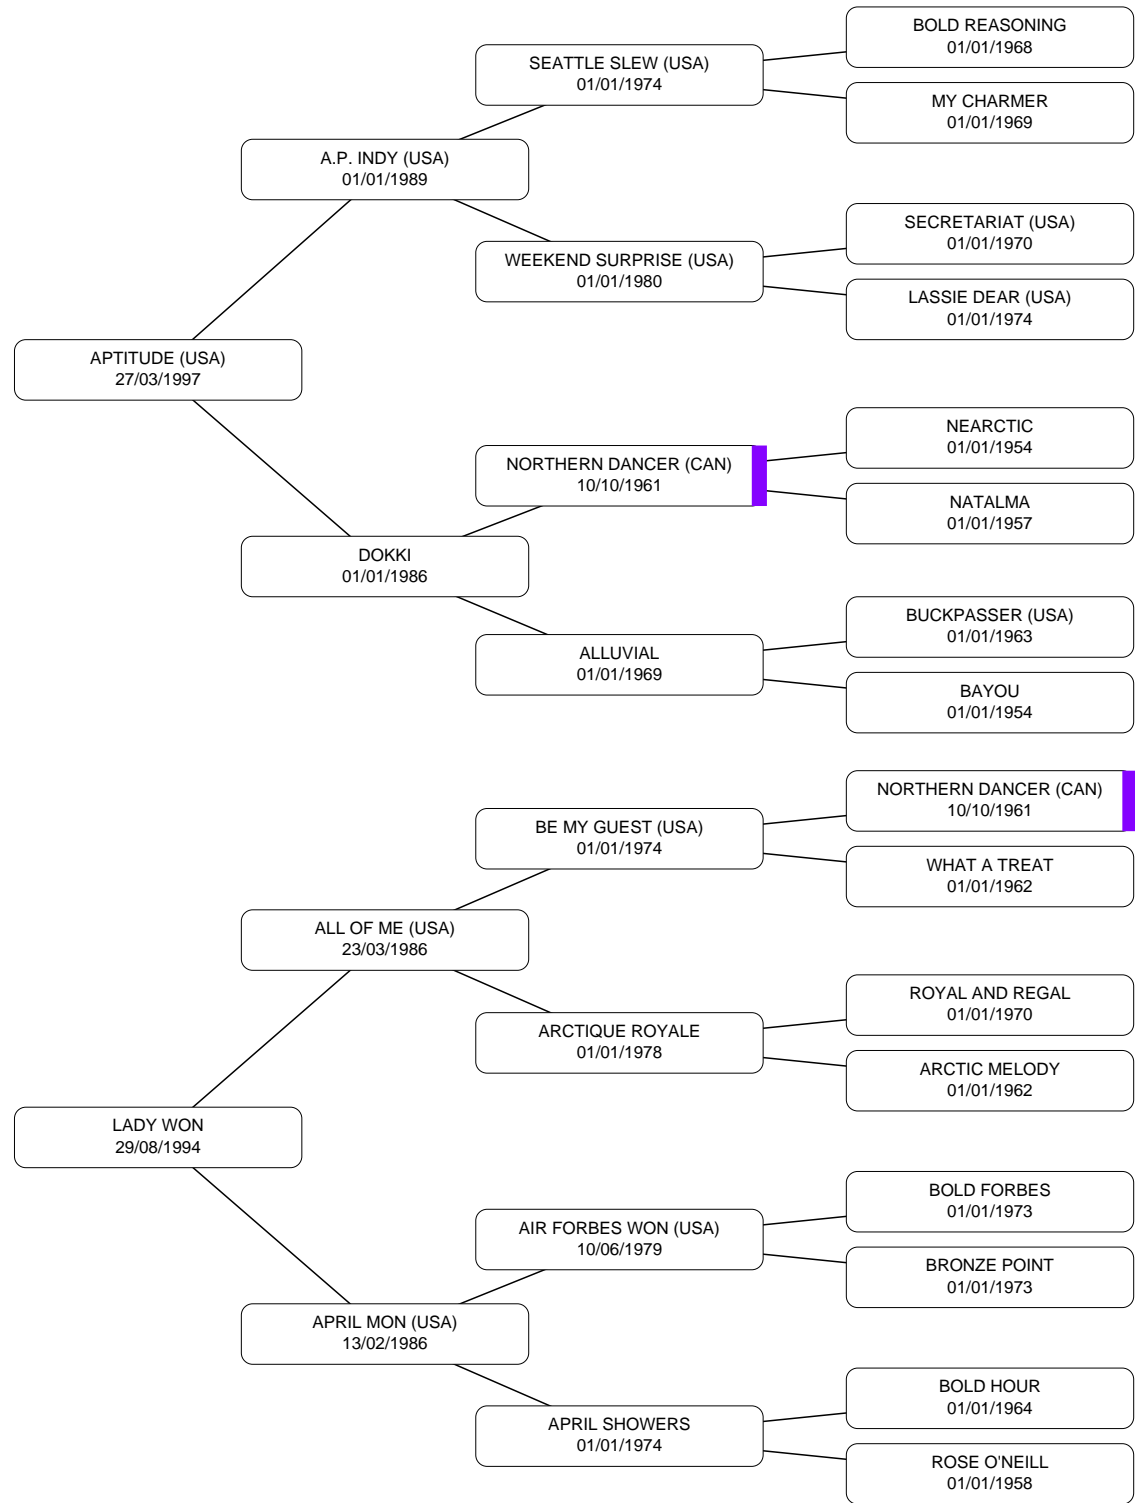 BOLD REASONING
01/01/1968
SEATTLE SLEW (USA)
01/01/1974
MY CHARMER
01/01/1969
A.P. INDY (USA)
01/01/1989
SECRETARIAT (USA)
01/01/1970
WEEKEND SURPRISE (USA)
01/01/1980
LASSIE DEAR (USA)
01/01/1974
APTITUDE (USA)
27/03/1997
NEARCTIC
01/01/1954
NORTHERN DANCER (CAN)
10/10/1961
NATALMA
01/01/1957
DOKKI
01/01/1986
BUCKPASSER (USA)
01/01/1963
ALLUVIAL
01/01/1969
BAYOU
01/01/1954
NORTHERN DANCER (CAN)
10/10/1961
BE MY GUEST (USA)
01/01/1974
WHAT A TREAT
01/01/1962
ALL OF ME (USA)
23/03/1986
ROYAL AND REGAL
01/01/1970
ARCTIQUE ROYALE
01/01/1978
ARCTIC MELODY
01/01/1962
LADY WON
29/08/1994
BOLD FORBES
01/01/1973
AIR FORBES WON (USA)
10/06/1979
BRONZE POINT
01/01/1973
APRIL MON (USA)
13/02/1986
BOLD HOUR
01/01/1964
APRIL SHOWERS
01/01/1974
ROSE O'NEILL
01/01/1958